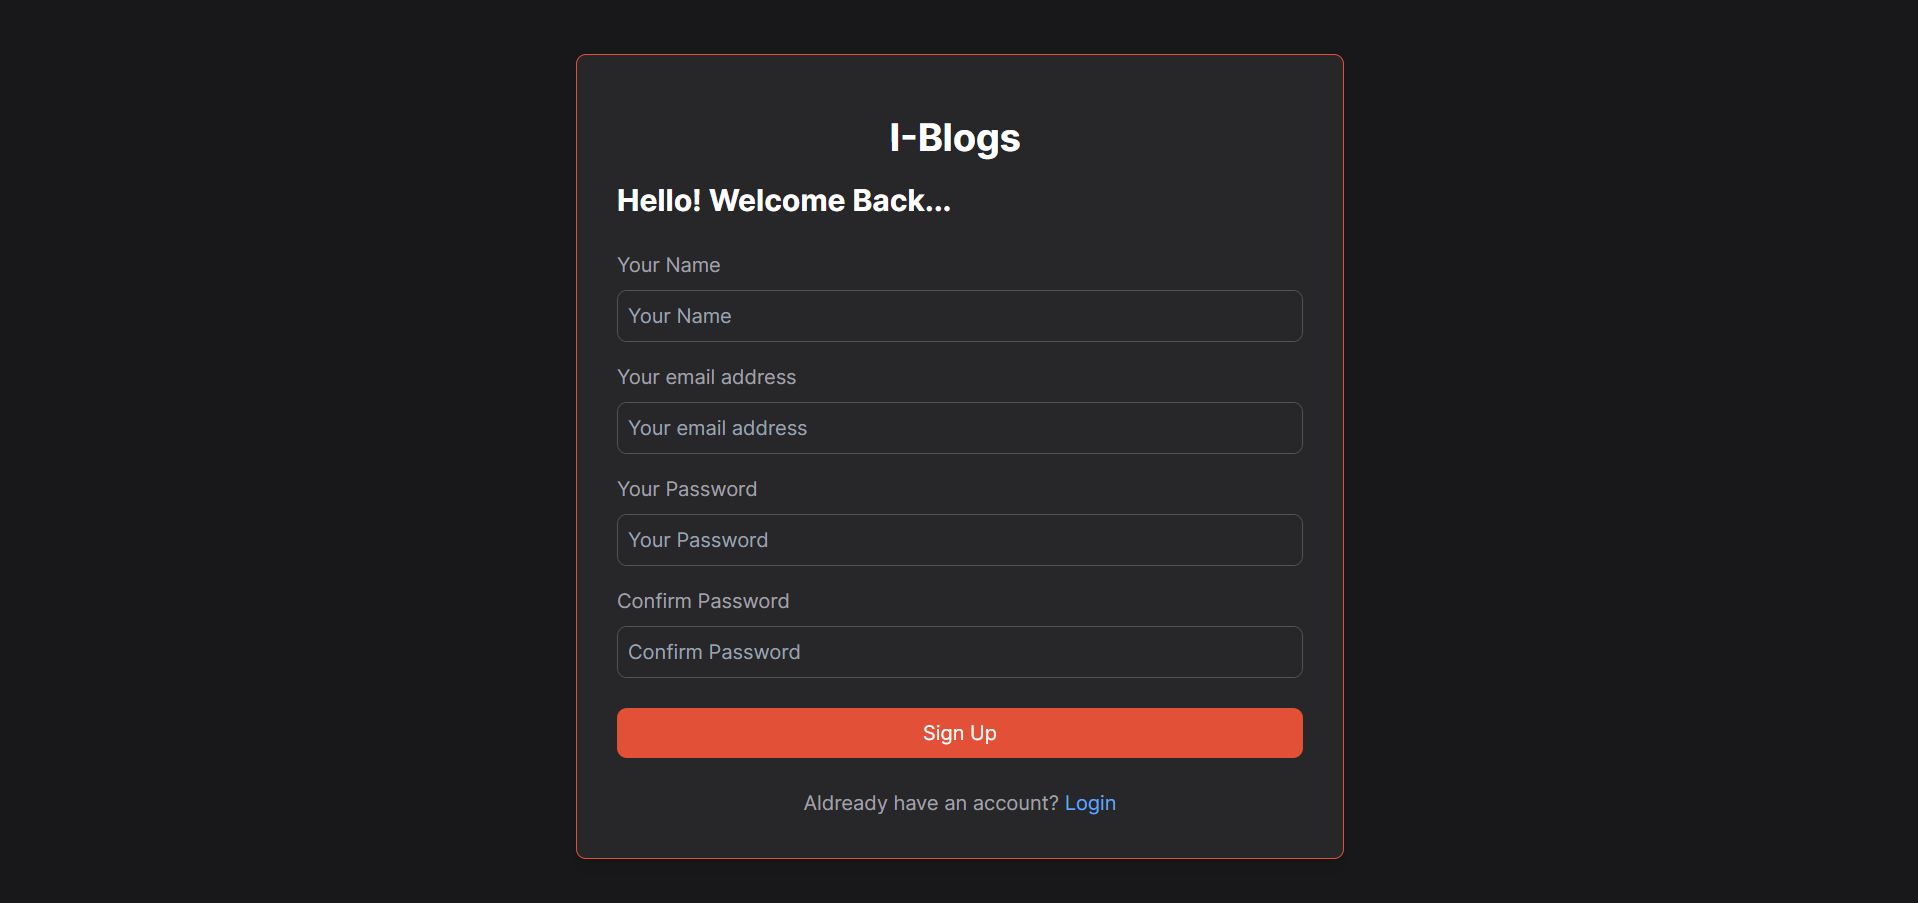 I-Blogs
Hello! Welcome Back...
Your Name
Your Name
Your email address
Your email address
Your Password
Your Password
Confirm Password
Confirm Password
Sign Up
Aldready have an account? Login